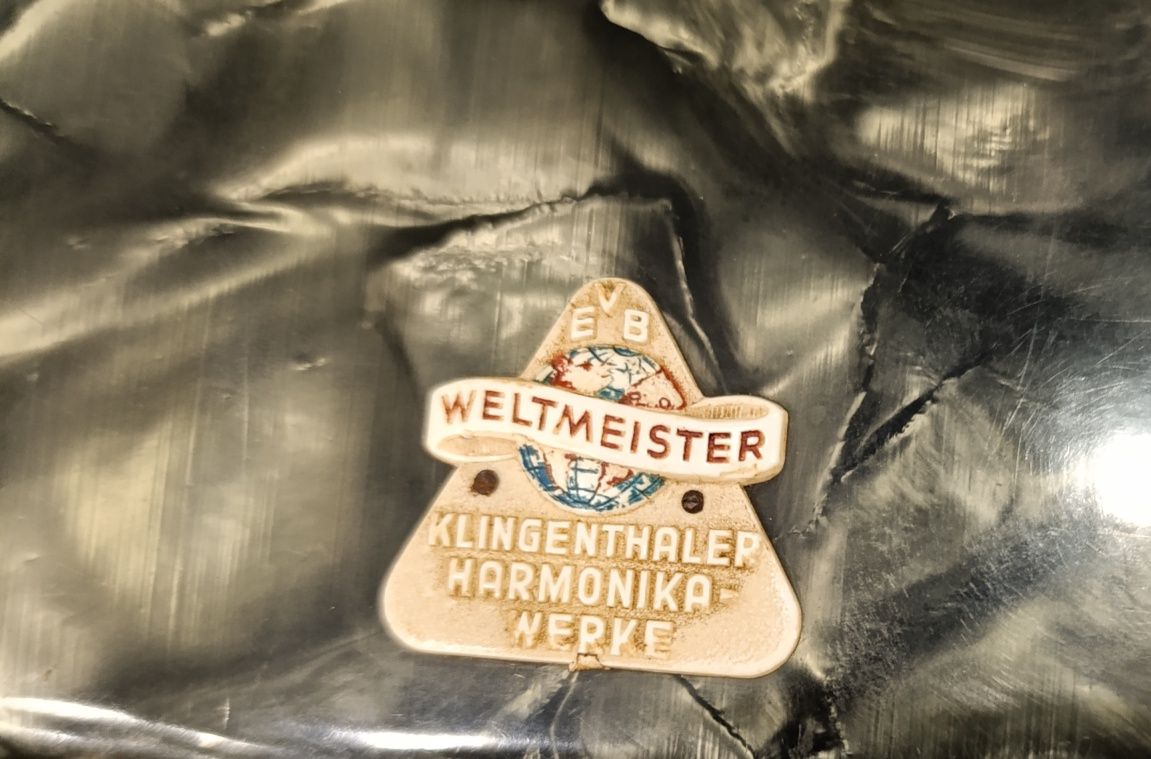 VEB
WELTMEISTER
KLINGENTHALER
HARMONIKA-
WERKE